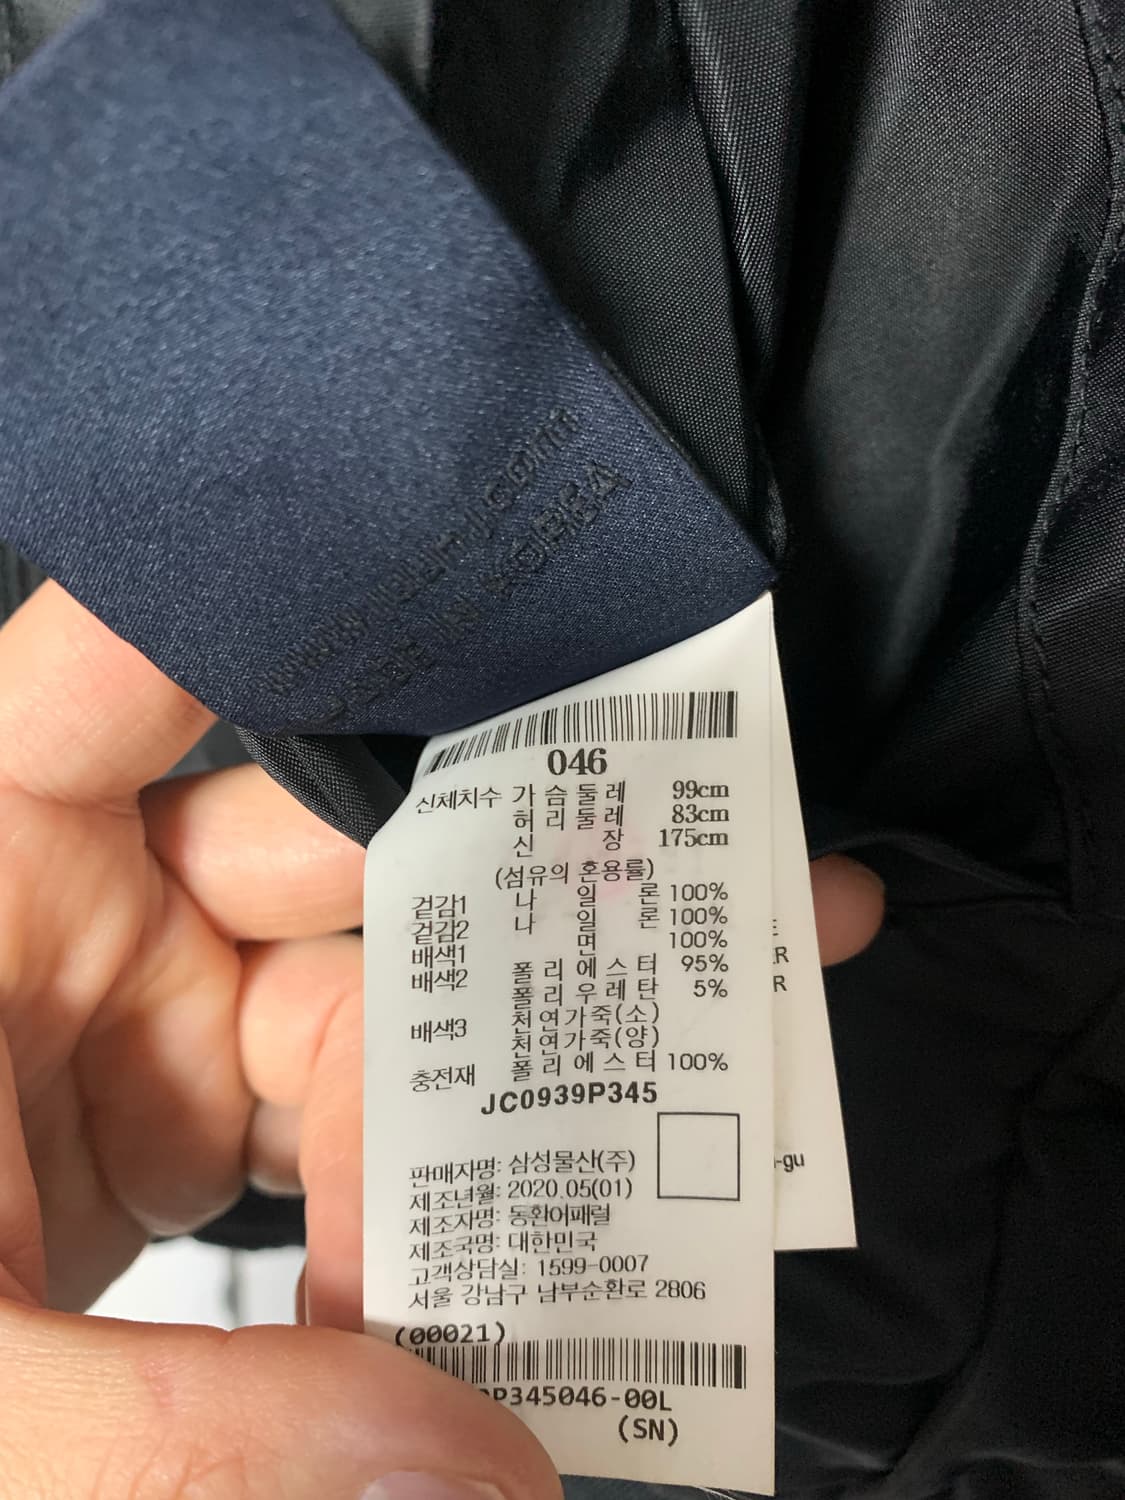 KOREA
046
신체치수 가슴둘레 99cm
허리둘레 83cm
신장 175cm
(섬유의 혼용률)
겉감1 나일론 100%
겉감2 나일론 100%
배색1 면 100%
배색2 폴리에스터 95%
폴리우레탄 5%
배색3 천연가죽(소)
천연가죽(양)
충전재 폴리에스터 100%
JC0939P345
판매자명: 삼성물산(주)
제조년월: 2020.05(01)
제조자명: 동환어패럴
제조국명: 대한민국
고객상담실: 1599-0007
서울 강남구 남부순환로 2806
(00021)
P345046-00L
(SN)
E
ER
R
-gu